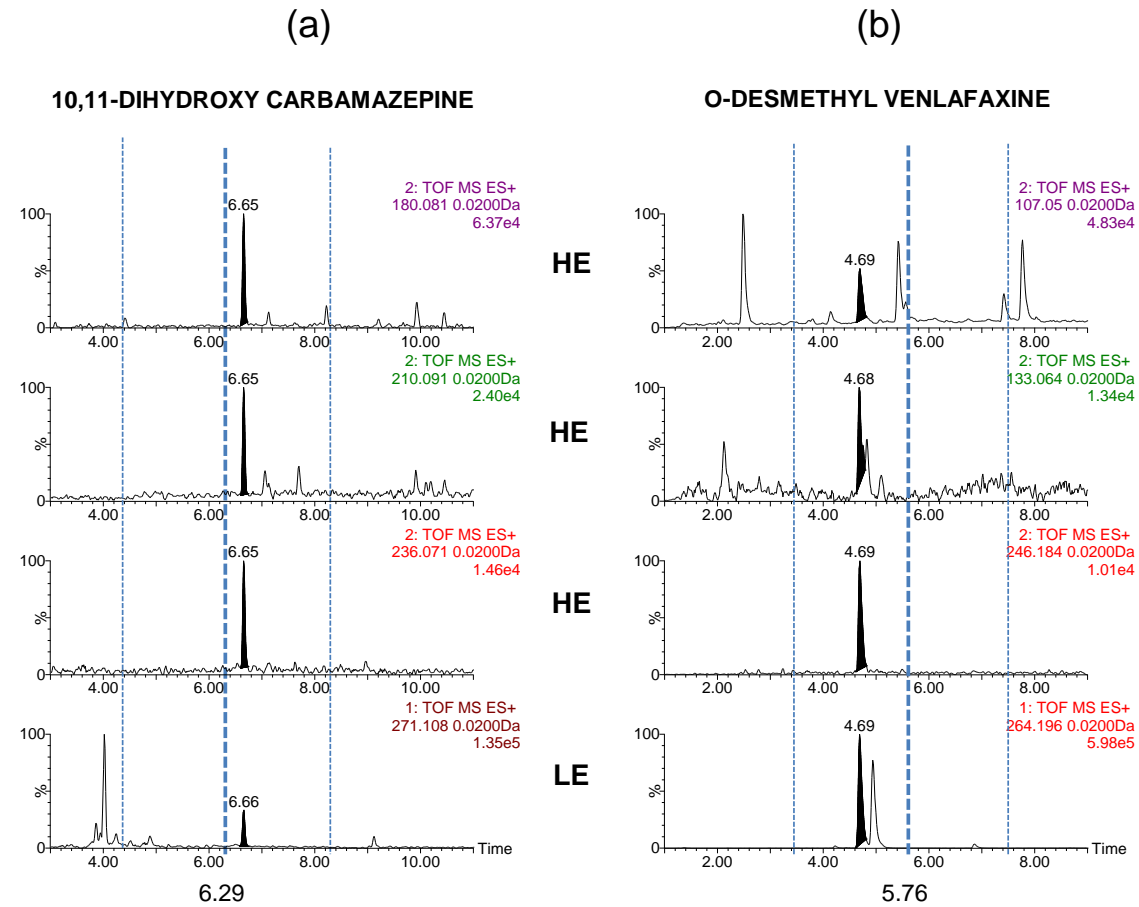 (a)
10,11-DIHYDROXY CARBAMAZEPINE
2: TOF MS ES+
180.081 0.0200Da
6.37e4
6.65
100
%
0
4.00 6.00 8.00 10.00
HE
2: TOF MS ES+
210.091 0.0200Da
2.40e4
6.65
100
%
0
4.00 6.00 8.00 10.00
HE
2: TOF MS ES+
236.071 0.0200Da
1.46e4
6.65
100
%
0
4.00 6.00 8.00 10.00
HE
1: TOF MS ES+
271.108 0.0200Da
1.35e5
6.66
100
%
0
4.00 6.00 8.00 10.00
Time
LE
6.29
(b)
O-DESMETHYL VENLAFAXINE
2: TOF MS ES+
107.05 0.0200Da
4.83e4
4.69
100
%
0
2.00 4.00 6.00 8.00
2: TOF MS ES+
133.064 0.0200Da
1.34e4
4.68
100
%
0
2.00 4.00 6.00 8.00
2: TOF MS ES+
246.184 0.0200Da
1.01e4
4.69
100
%
0
2.00 4.00 6.00 8.00
1: TOF MS ES+
264.196 0.0200Da
5.98e5
4.69
100
%
0
2.00 4.00 6.00 8.00
Time
5.76